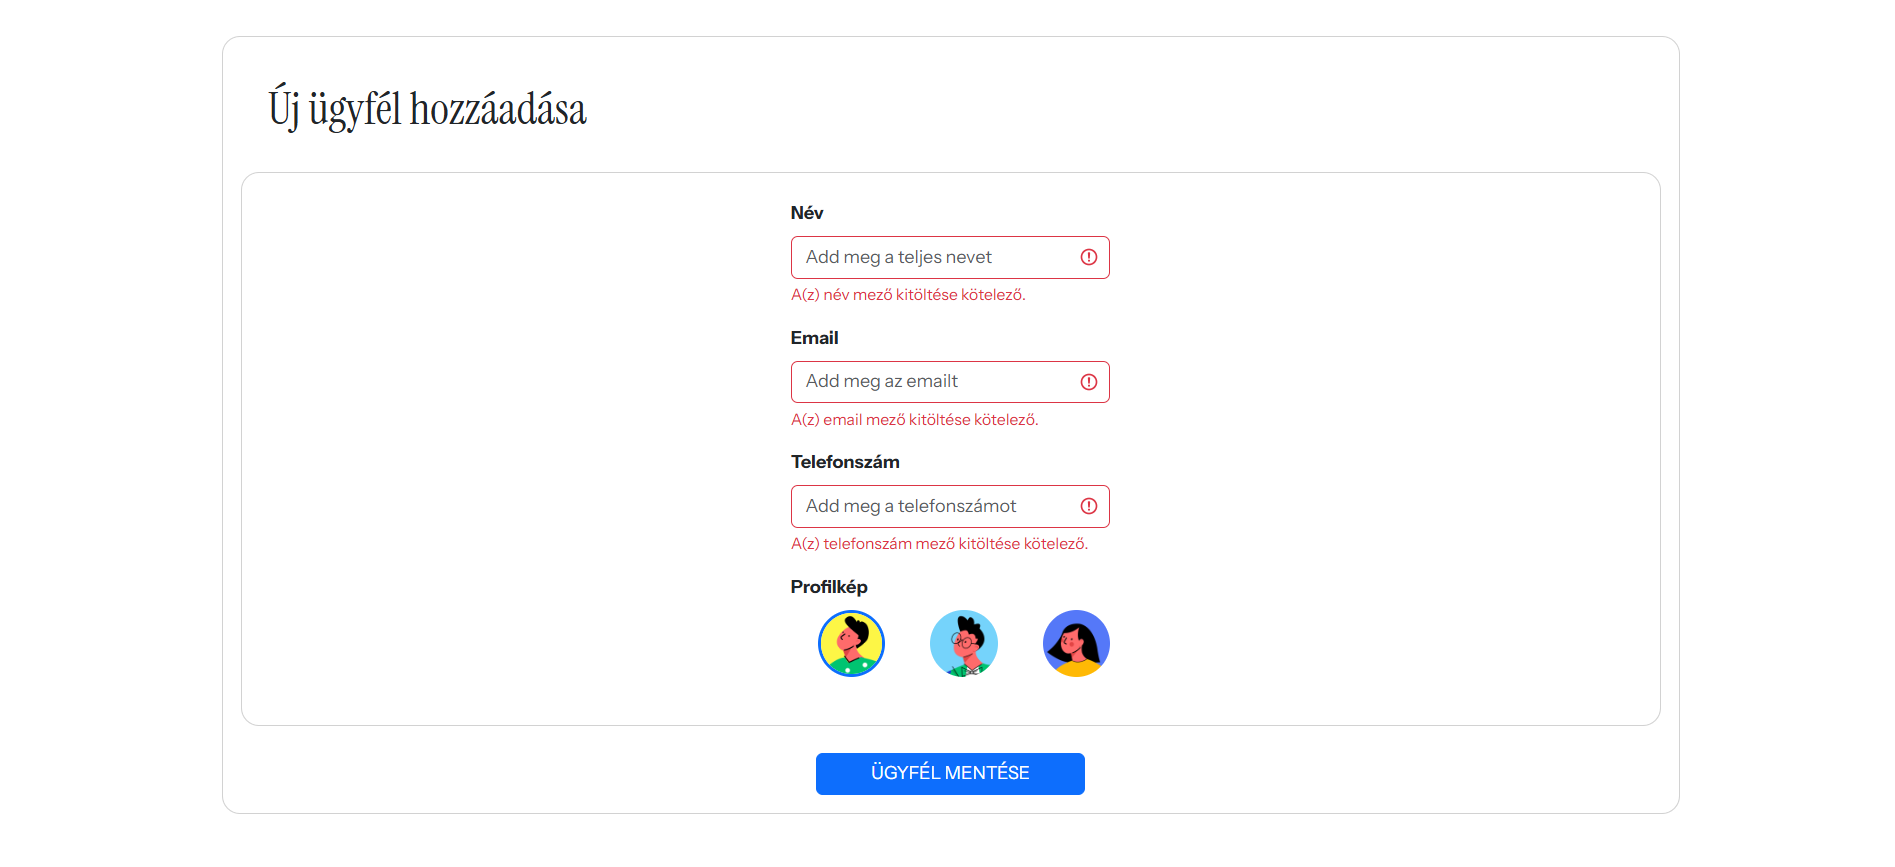 Új ügyfél hozzáadása
Név
Add meg a teljes nevet
A(z) név mező kitöltése kötelező.
Email
Add meg az emailt
A(z) email mező kitöltése kötelező.
Telefonszám
Add meg a telefonszámot
A(z) telefonszám mező kitöltése kötelező.
Profilkép
ÜGYFÉL MENTÉSE